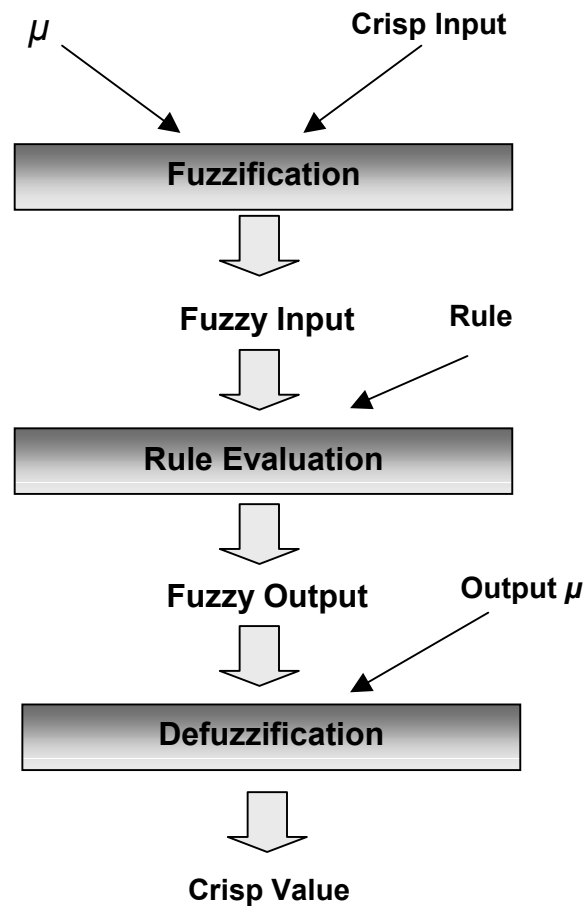 μ
Crisp Input
Fuzzification
Fuzzy Input
Rule
Rule Evaluation
Fuzzy Output
Output μ
Defuzzification
Crisp Value